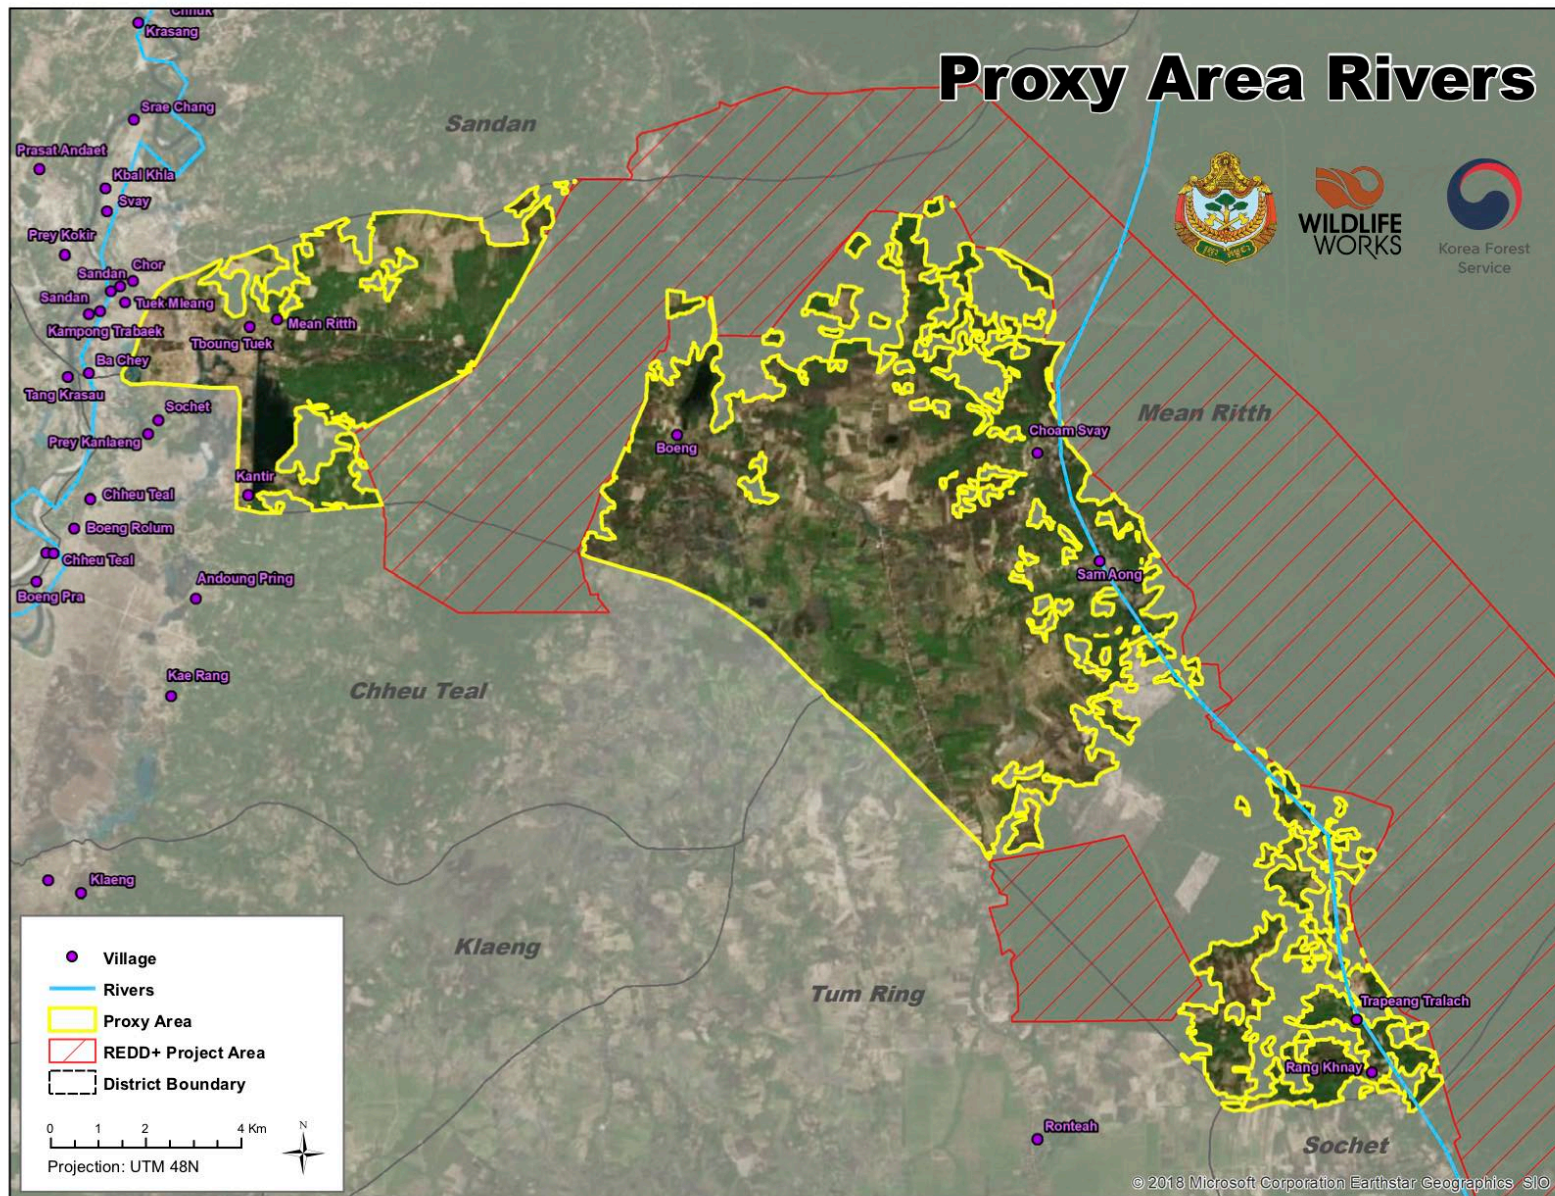 Proxy Area Rivers
Chhuk
Krasang
Srae Chang
Prasat Andaet
Kbal Khla
Svay
Prey Kokir
Chor
Sandan
Sandan
Tuek Mleang
Kampong Trabaek
Mean Ritth
Tboung Tuek
Ba Chey
Tang Krasau
Sochet
Prey Kanlaeng
Kantir
Chheu Teal
Boeng Rolum
Chheu Teal
Boeng Pra
Andoung Pring
Kae Rang
Klaeng
Boeng
Choam Svay
Sam Aong
Trapeang Tralach
Rang Khnay
Ronteah
Sandan
Mean Ritth
Chheu Teal
Klaeng
Tum Ring
Sochet
WILDLIFE
WORKS
Korea Forest
Service
Village
Rivers
Proxy Area
REDD+ Project Area
District Boundary
0 1 2 4 Km
N
Projection: UTM 48N
© 2018 Microsoft Corporation Earthstar Geographics SIO